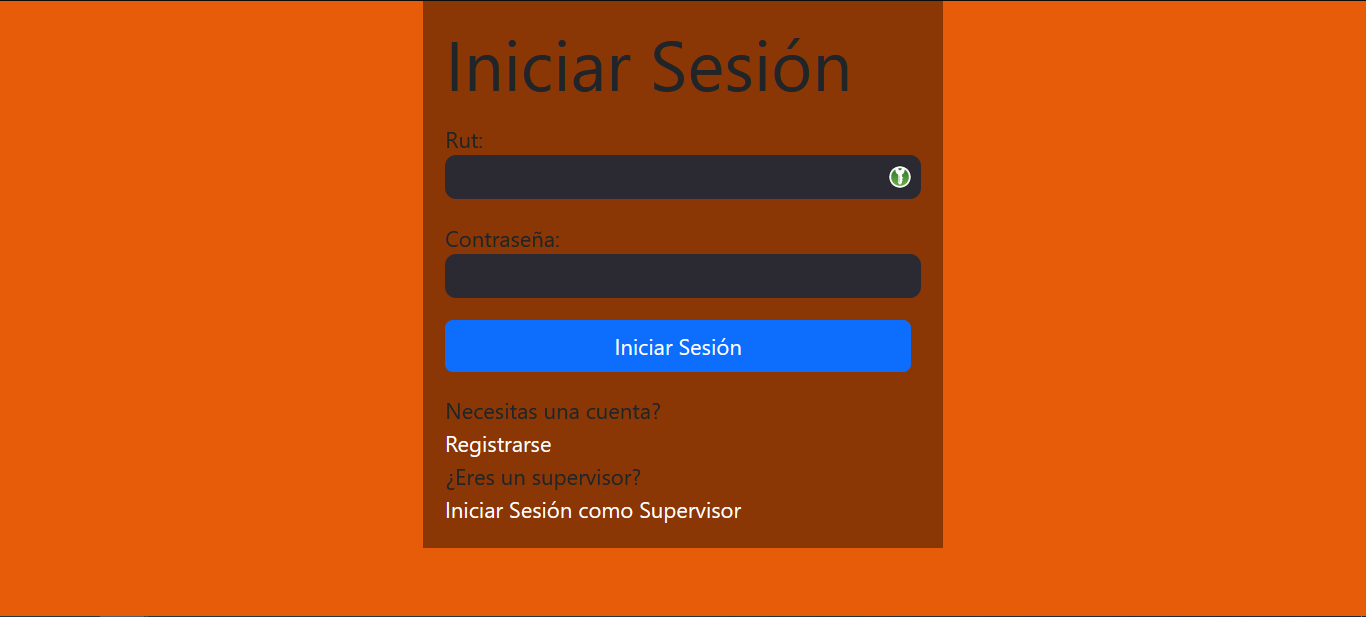 Iniciar Sesión
Rut:
Contraseña:
Iniciar Sesión
Necesitas una cuenta?
Registrarse
¿Eres un supervisor?
Iniciar Sesión como Supervisor